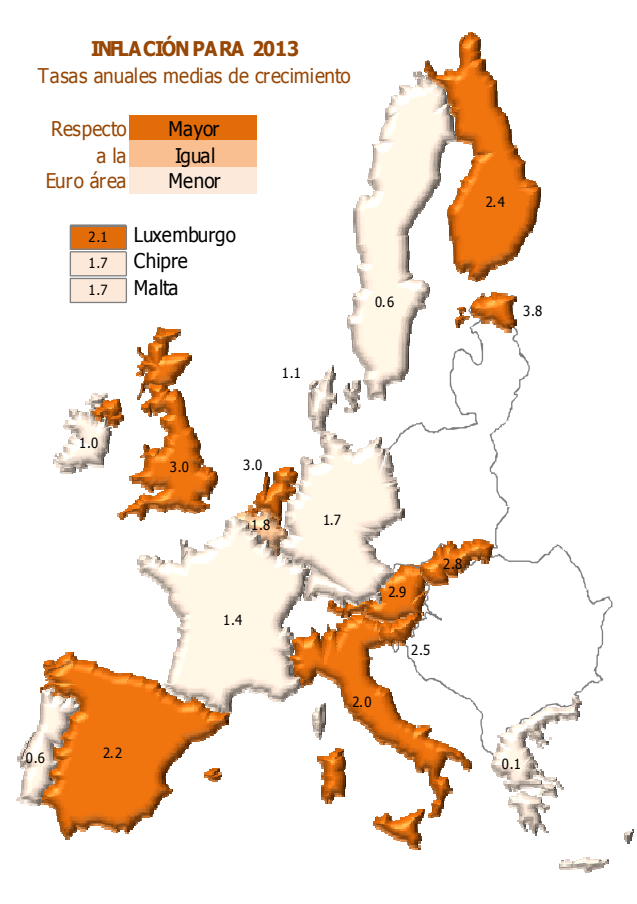 INFLACIÓN PARA 2013
Tasas anuales medias de crecimiento
Respecto Mayor
a la Igual
Euro área Menor
2.1 Luxemburgo
1.7 Chipre
1.7 Malta
2.4
0.6
3.8
1.1
1.0
3.0
3.0
1.8
1.7
2.8
2.9
1.4
2.5
2.0
2.2
0.6
0.1